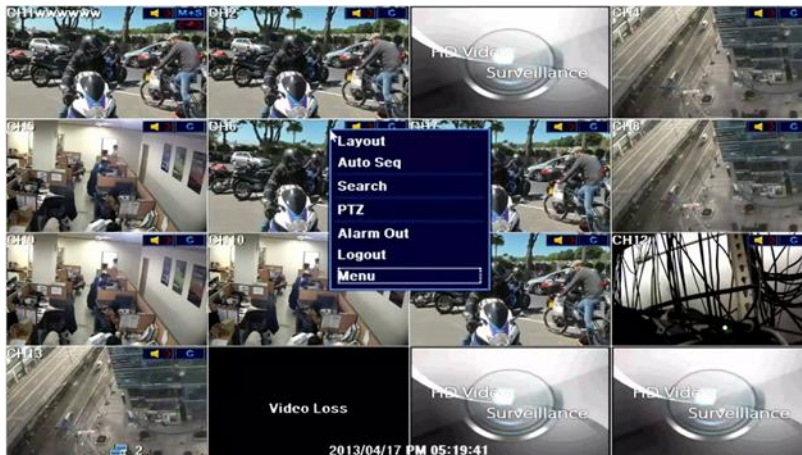 CH1wwwwww M+S
CH2 C
HD Video
Surveillance
CH4 C
CH5 C
CH6 C
CH7 C
CH8 C
Layout
Auto Seq
Search
PTZ
Alarm Out
Logout
Menu
CH9 C
CH10 C
CH12 C
CH13 C
Video Loss
HD Video
Surveillance
HD Video
Surveillance
2
2013/04/17 PM 05:19:41